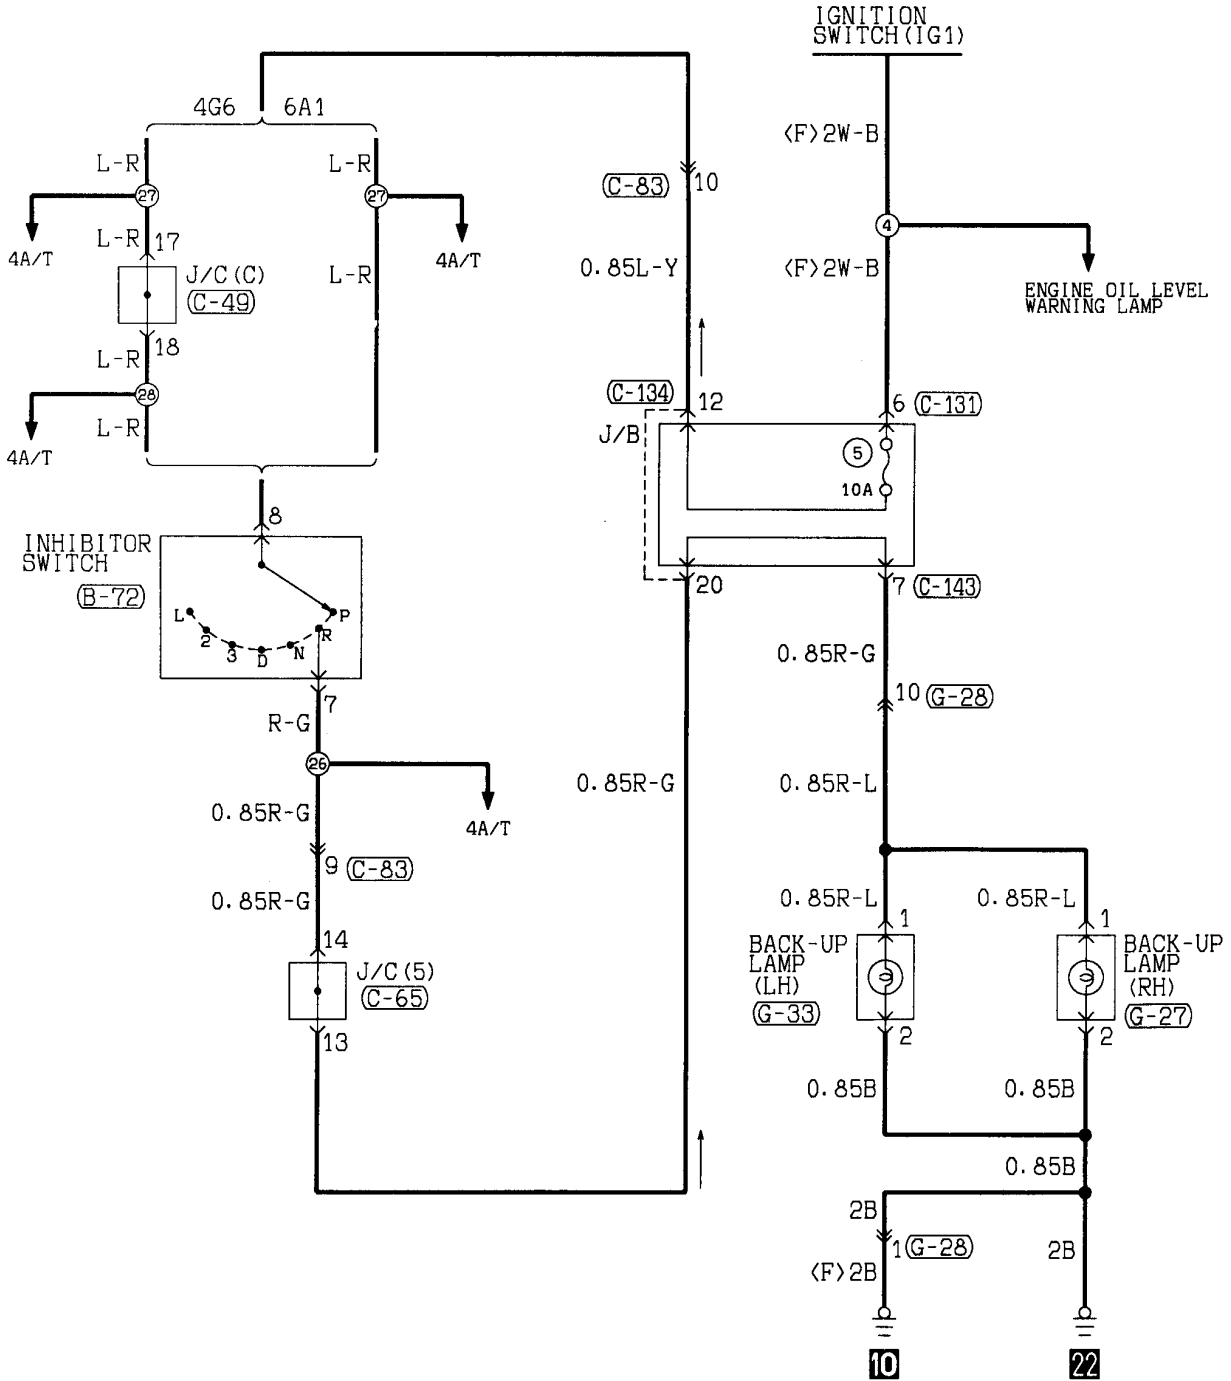 IGNITION
SWITCH(IG1)
4G6
6A1
<F>2W-B
L-R
L-R
10
(C-83)
27
27
4
L-R
17
4A/T
4A/T
J/C(C)
(C-49)
L-R
0.85L-Y
<F>2W-B
ENGINE OIL LEVEL
WARNING LAMP
18
L-R
28
(C-134)
12
6
(C-131)
L-R
J/B
4A/T
5
10A
8
INHIBITOR
SWITCH
(B-72)
20
7
(C-143)
L
P
2
R
3
D
N
0.85R-G
7
R-G
10
(G-28)
26
0.85R-G
0.85R-G
0.85R-L
4A/T
9
(C-83)
0.85R-G
0.85R-L
0.85R-L
1
1
14
BACK-UP
LAMP
(LH)
(G-33)
BACK-UP
LAMP
(RH)
(G-27)
J/C(5)
(C-65)
13
2
2
0.85B
0.85B
0.85B
2B
1
(G-28)
2B
<F>2B
10
22